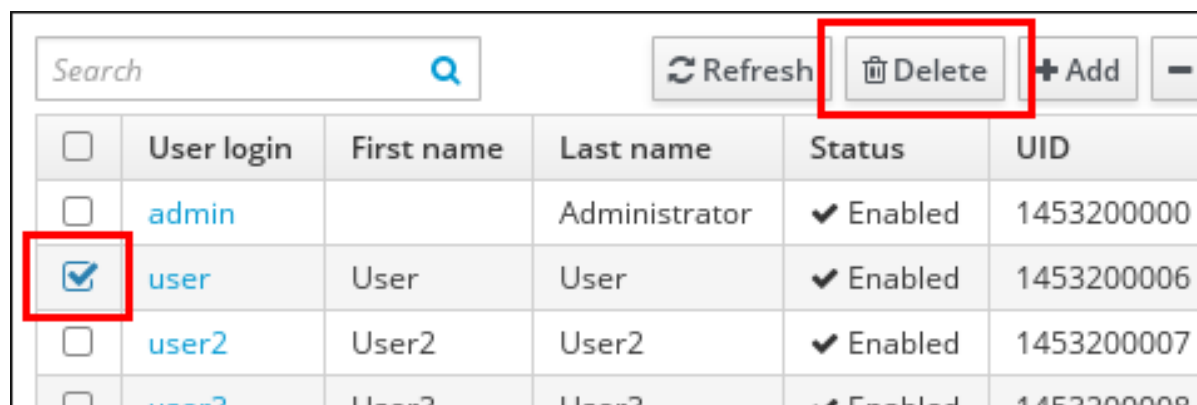 Search Refresh Delete Add
User login First name Last name Status UID
admin Administrator Enabled 1453200000
user User User Enabled 1453200006
user2 User2 User2 Enabled 1453200007